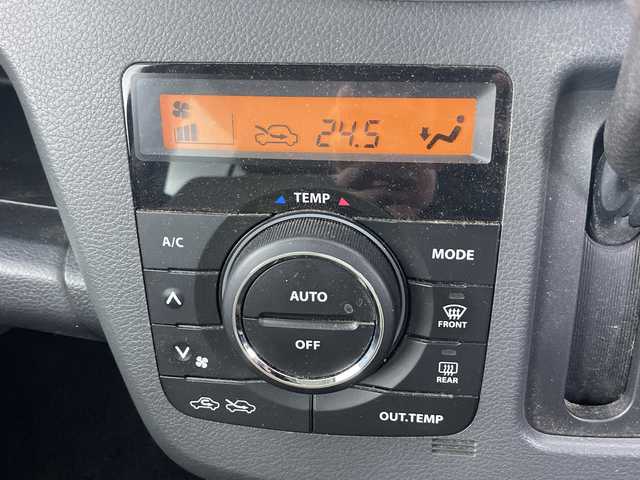 24.5
TEMP
A/C
MODE
AUTO
OFF
FRONT
REAR
OUT.TEMP